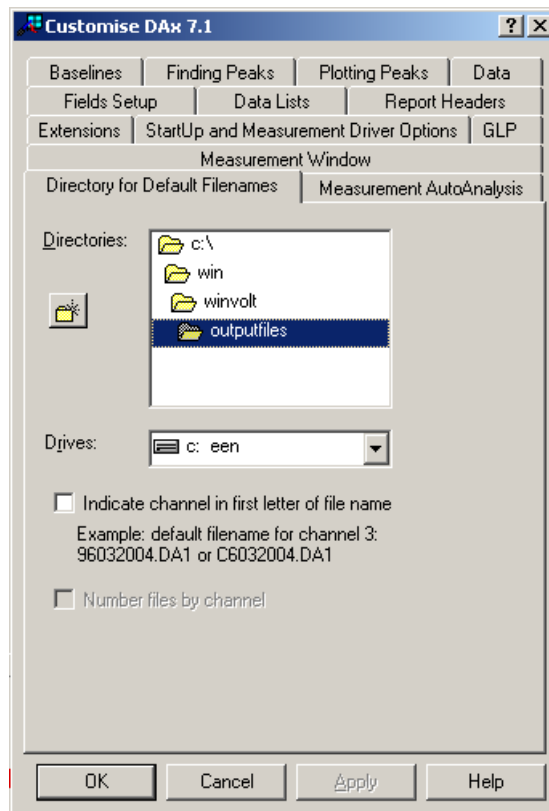 Customise DAx 7.1
Baselines Finding Peaks Plotting Peaks Data
Fields Setup Data Lists Report Headers
Extensions StartUp and Measurement Driver Options GLP
Measurement Window
Directory for Default Filenames Measurement AutoAnalysis
Directories:
c:\
win
winvolt
outputfiles
Drives:
c: een
Indicate channel in first letter of file name
Example: default filename for channel 3:
96032004.DA1 or C6032004.DA1
Number files by channel
OK Cancel Apply Help